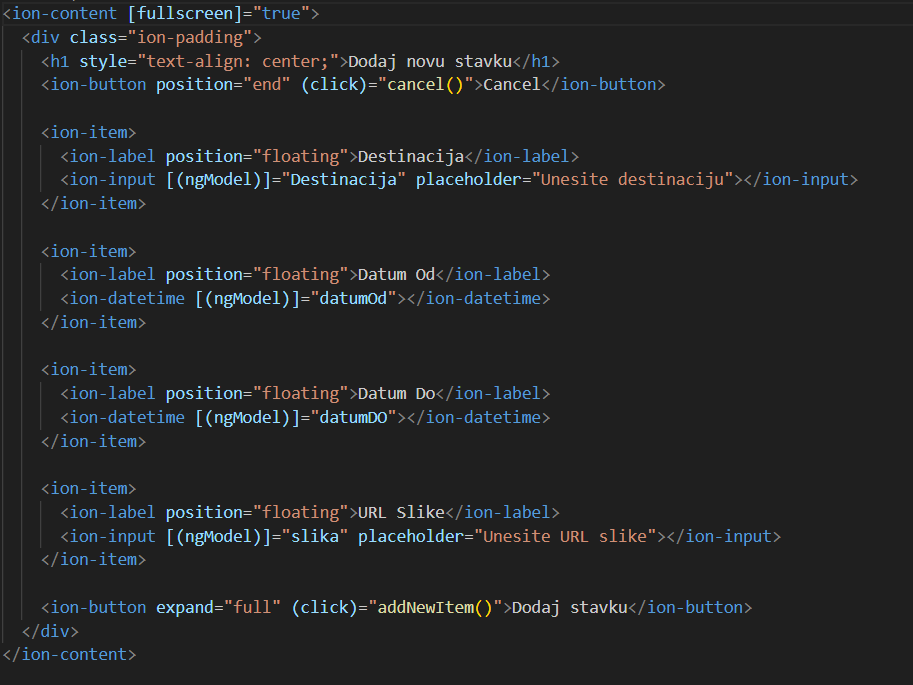 <ion-content [fullscreen]="true">
<div class="ion-padding">
<h1 style="text-align: center;">Dodaj novu stavku</h1>
<ion-button position="end" (click)="cancel()">Cancel</ion-button>
<ion-item>
<ion-label position="floating">Destinacija</ion-label>
<ion-input [(ngModel)]="Destinacija" placeholder="Unesite destinaciju"></ion-input>
</ion-item>
<ion-item>
<ion-label position="floating">Datum Od</ion-label>
<ion-datetime [(ngModel)]="datumOd"></ion-datetime>
</ion-item>
<ion-item>
<ion-label position="floating">Datum Do</ion-label>
<ion-datetime [(ngModel)]="datumDO"></ion-datetime>
</ion-item>
<ion-item>
<ion-label position="floating">URL Slike</ion-label>
<ion-input [(ngModel)]="slika" placeholder="Unesite URL slike"></ion-input>
</ion-item>
<ion-button expand="full" (click)="addNewItem()">Dodaj stavku</ion-button>
</div>
</ion-content>